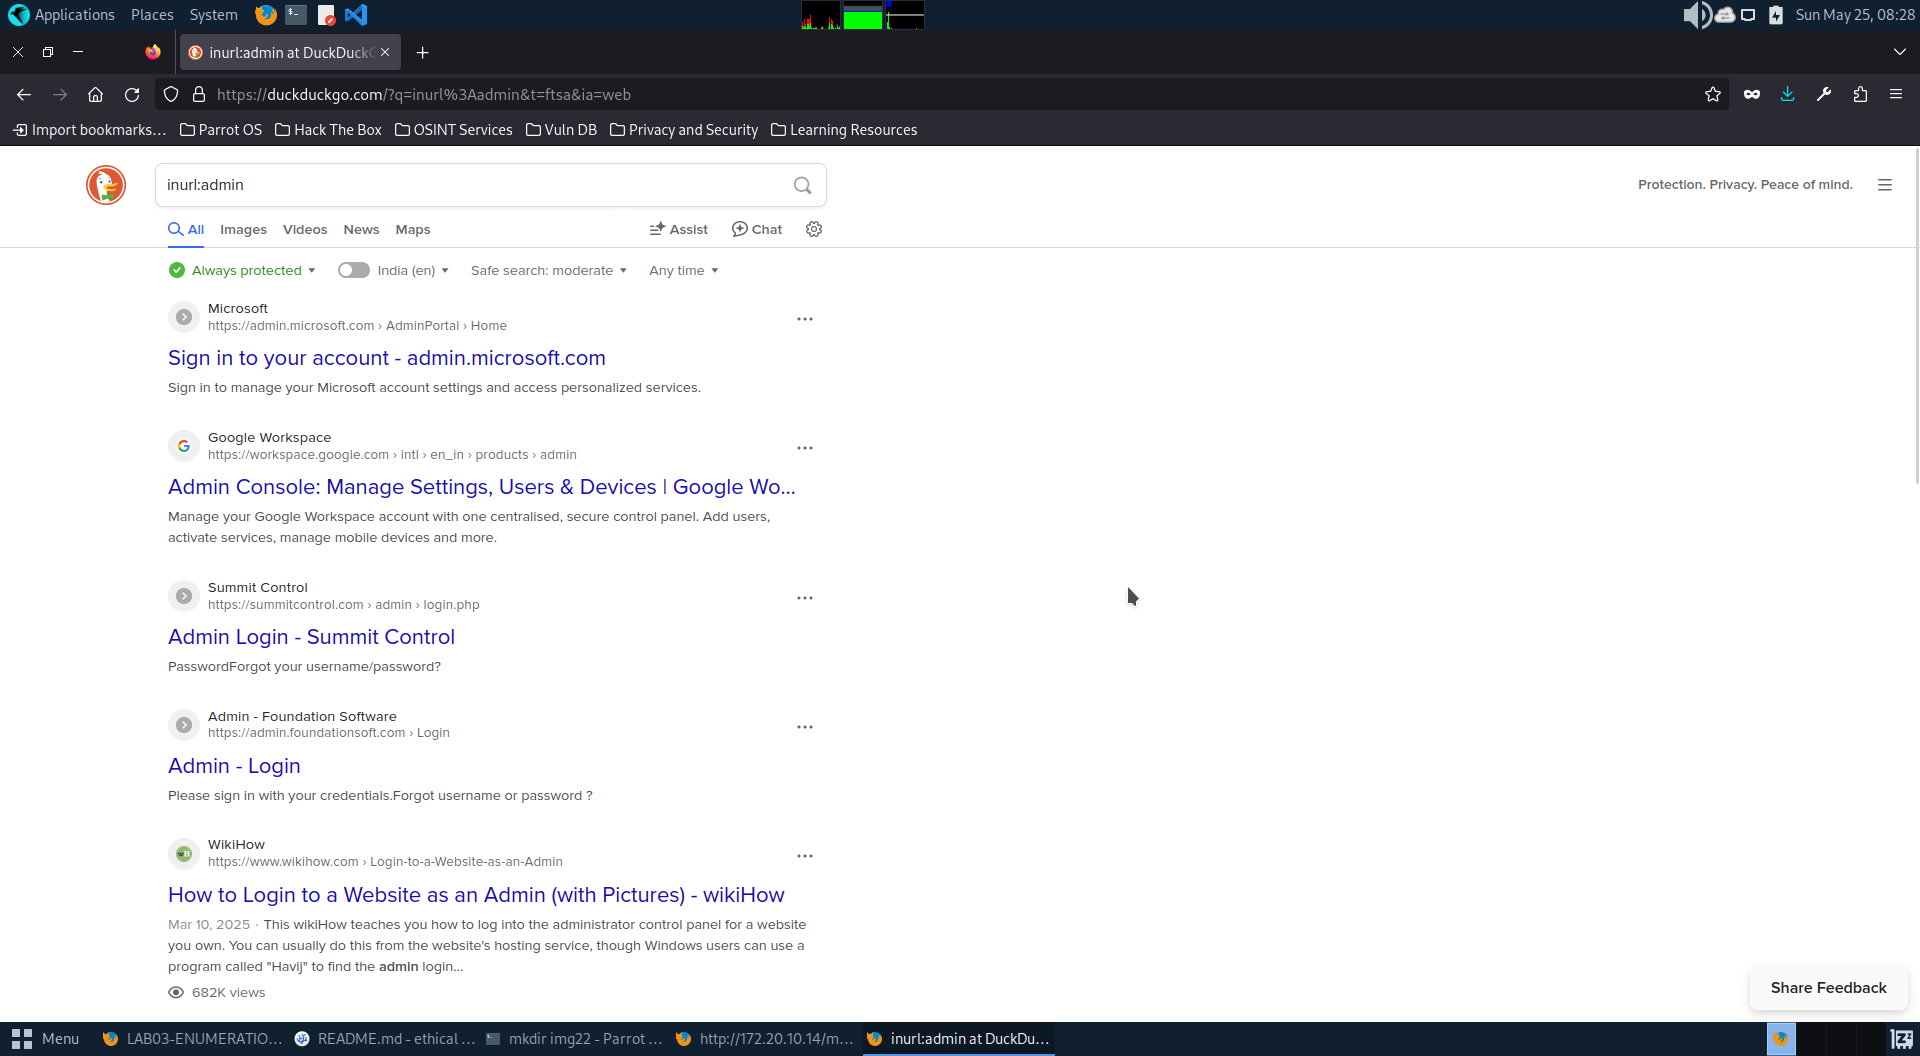 Applications Places System
Sun May 25, 08:28
inurl:admin at DuckDuckG
https://duckduckgo.com/?q=inurl%3Aadmin&t=ftsa&ia=web
Import bookmarks... Parrot OS Hack The Box OSINT Services Vuln DB Privacy and Security Learning Resources
inurl:admin
Protection. Privacy. Peace of mind.
All Images Videos News Maps Assist Chat
Always protected India (en) Safe search: moderate Any time
Microsoft
https://admin.microsoft.com › AdminPortal › Home
Sign in to your account - admin.microsoft.com
Sign in to manage your Microsoft account settings and access personalized services.
Google Workspace
https://workspace.google.com › intl › en_in › products › admin
Admin Console: Manage Settings, Users & Devices | Google Wo...
Manage your Google Workspace account with one centralised, secure control panel. Add users,
activate services, manage mobile devices and more.
Summit Control
https://summitcontrol.com › admin › login.php
Admin Login - Summit Control
PasswordForgot your username/password?
Admin - Foundation Software
https://admin.foundationsoft.com › Login
Admin - Login
Please sign in with your credentials.Forgot username or password ?
WikiHow
https://www.wikihow.com › Login-to-a-Website-as-an-Admin
How to Login to a Website as an Admin (with Pictures) - wikiHow
Mar 10, 2025 · This wikiHow teaches you how to log into the administrator control panel for a website
you own. You can usually do this from the website's hosting service, though Windows users can use a
program called "Havij" to find the admin login...
682K views
Share Feedback
Menu LAB03-ENUMERATIO... README.md - ethical ... mkdir img22 - Parrot ... http://172.20.10.14/m... inurl:admin at DuckDu...